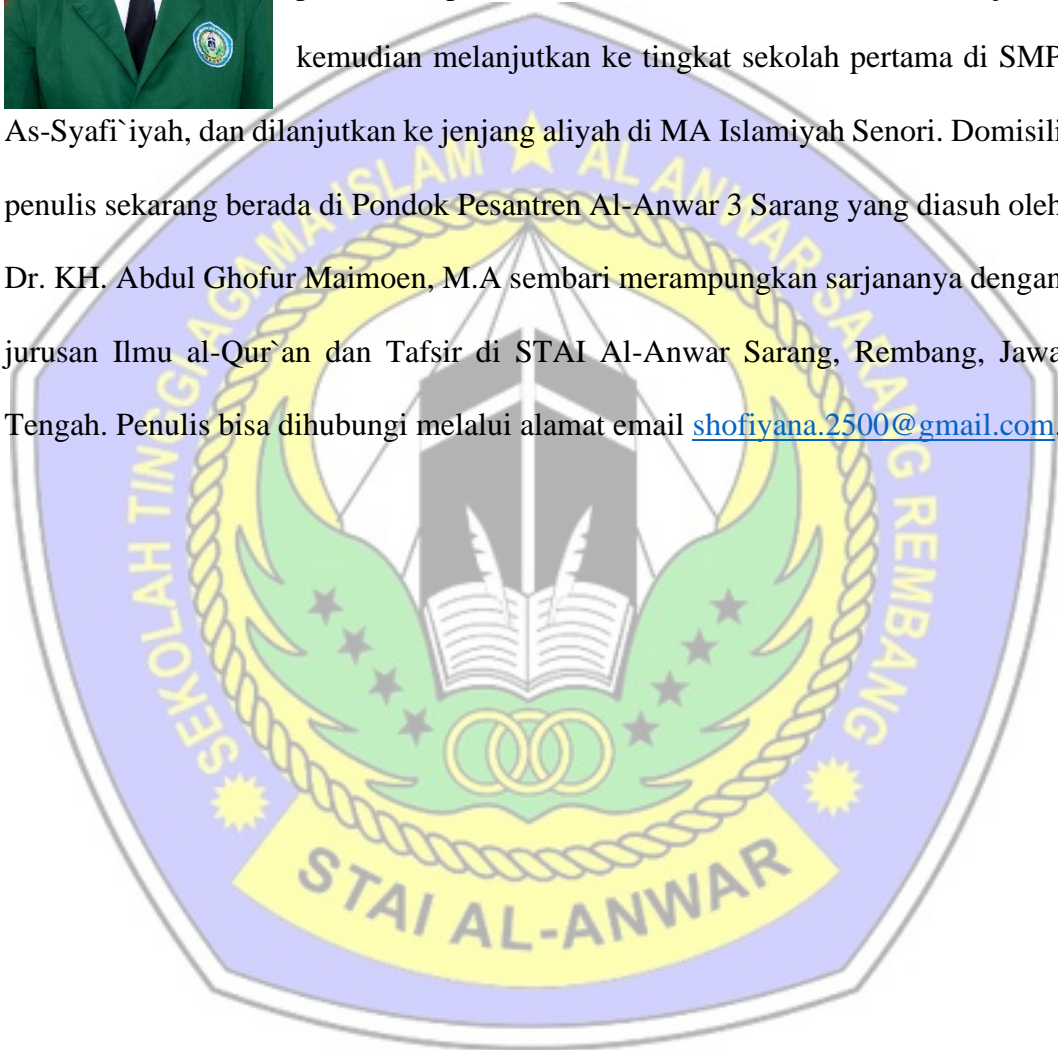 kemudian melanjutkan ke tingkat sekolah pertama di SMP
As-Syafi`iyah, dan dilanjutkan ke jenjang aliyah di MA Islamiyah Senori. Domisili
penulis sekarang berada di Pondok Pesantren Al-Anwar 3 Sarang yang diasuh oleh
Dr. KH. Abdul Ghofur Maimoen, M.A sembari merampungkan sarjananya dengan
jurusan Ilmu al-Qur`an dan Tafsir di STAI Al-Anwar Sarang, Rembang, Jawa
Tengah. Penulis bisa dihubungi melalui alamat email shofiyana.2500@gmail.com.
SEKOLAH TINGGI AGAMA ISLAM AL ANWAR SARANG REMBANG
STAI AL-ANWAR